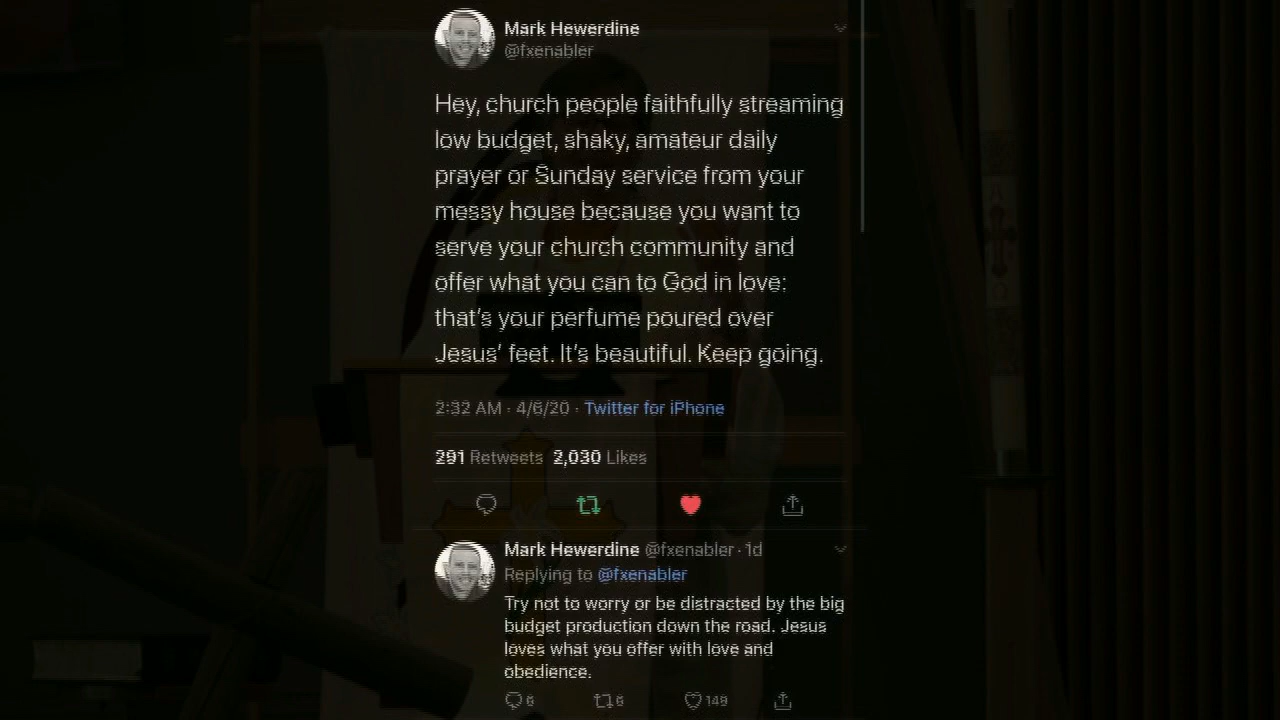 Mark Hewerdine
@fxenabler
Hey, church people faithfully streaming
low budget, shaky, amateur daily
prayer or Sunday service from your
messy house because you want to
serve your church community and
offer what you can to God in love:
that's your perfume poured over
Jesus' feet. It's beautiful. Keep going.
2:32 AM · 4/6/20 · Twitter for iPhone
291 Retweets 2,030 Likes
Mark Hewerdine @fxenabler · 1d
Replying to @fxenabler
Try not to worry or be distracted by the big
budget production down the road. Jesus
loves what you offer with love and
obedience.
6 6 149